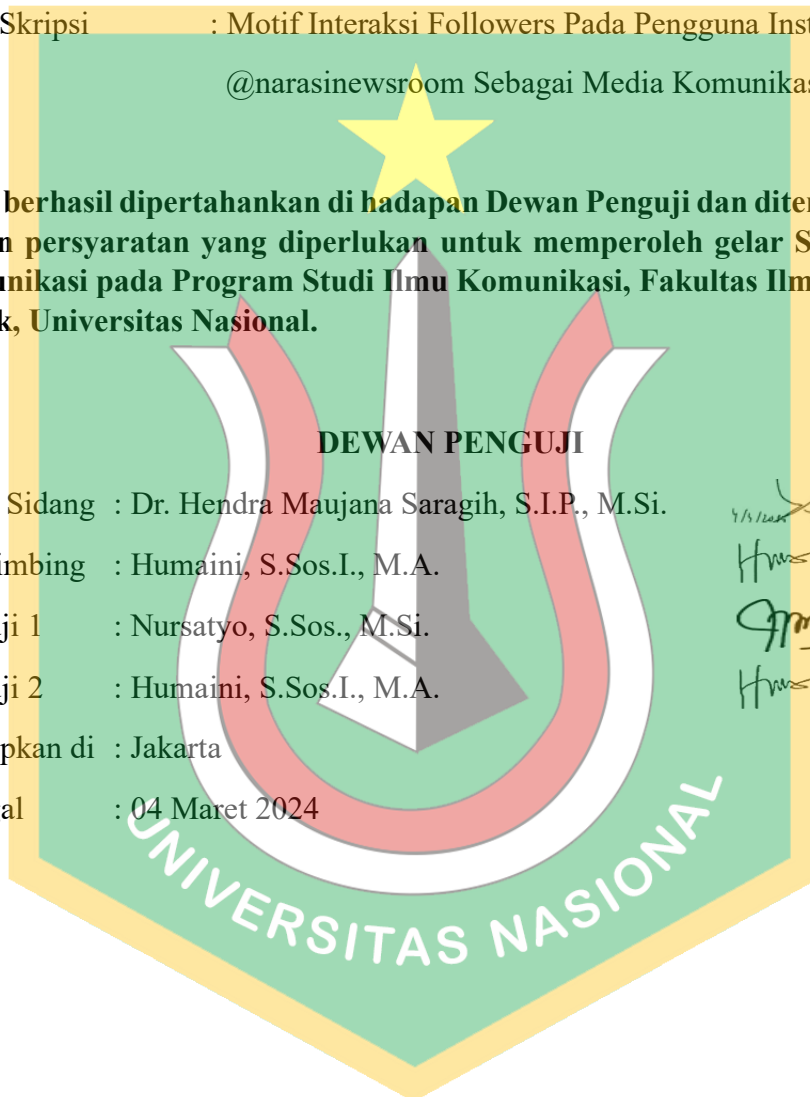 Skripsi : Motif Interaksi Followers Pada Pengguna Inst
@narasinewsroom Sebagai Media Komunikas
berhasil dipertahankan di hadapan Dewan Penguji dan diter
n persyaratan yang diperlukan untuk memperoleh gelar S
unikasi pada Program Studi Ilmu Komunikasi, Fakultas Ilm
k, Universitas Nasional.
DEWAN PENGUJI
Sidang : Dr. Hendra Maujana Saragih, S.I.P., M.Si.
imbing : Humaini, S.Sos.I., M.A.
ji 1 : Nursatyo, S.Sos., M.Si.
ji 2 : Humaini, S.Sos.I., M.A.
pkan di : Jakarta
al : 04 Maret 2024
UNIVERSITAS NASIONAL